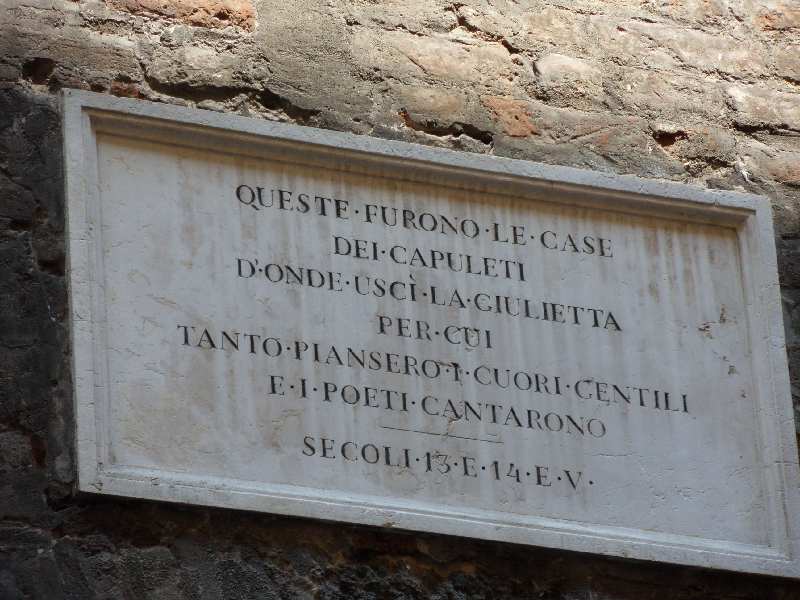 QUESTE·FURONO·LE·CASE
DEI·CAPULETI
D'·ONDE·USCÌ·LA·GIULIETTA
PER·CUI
TANTO·PIANSERO·I·CUORI·GENTILI
E·I·POETI·CANTARONO
SECOLI·13·E·14·E·V·